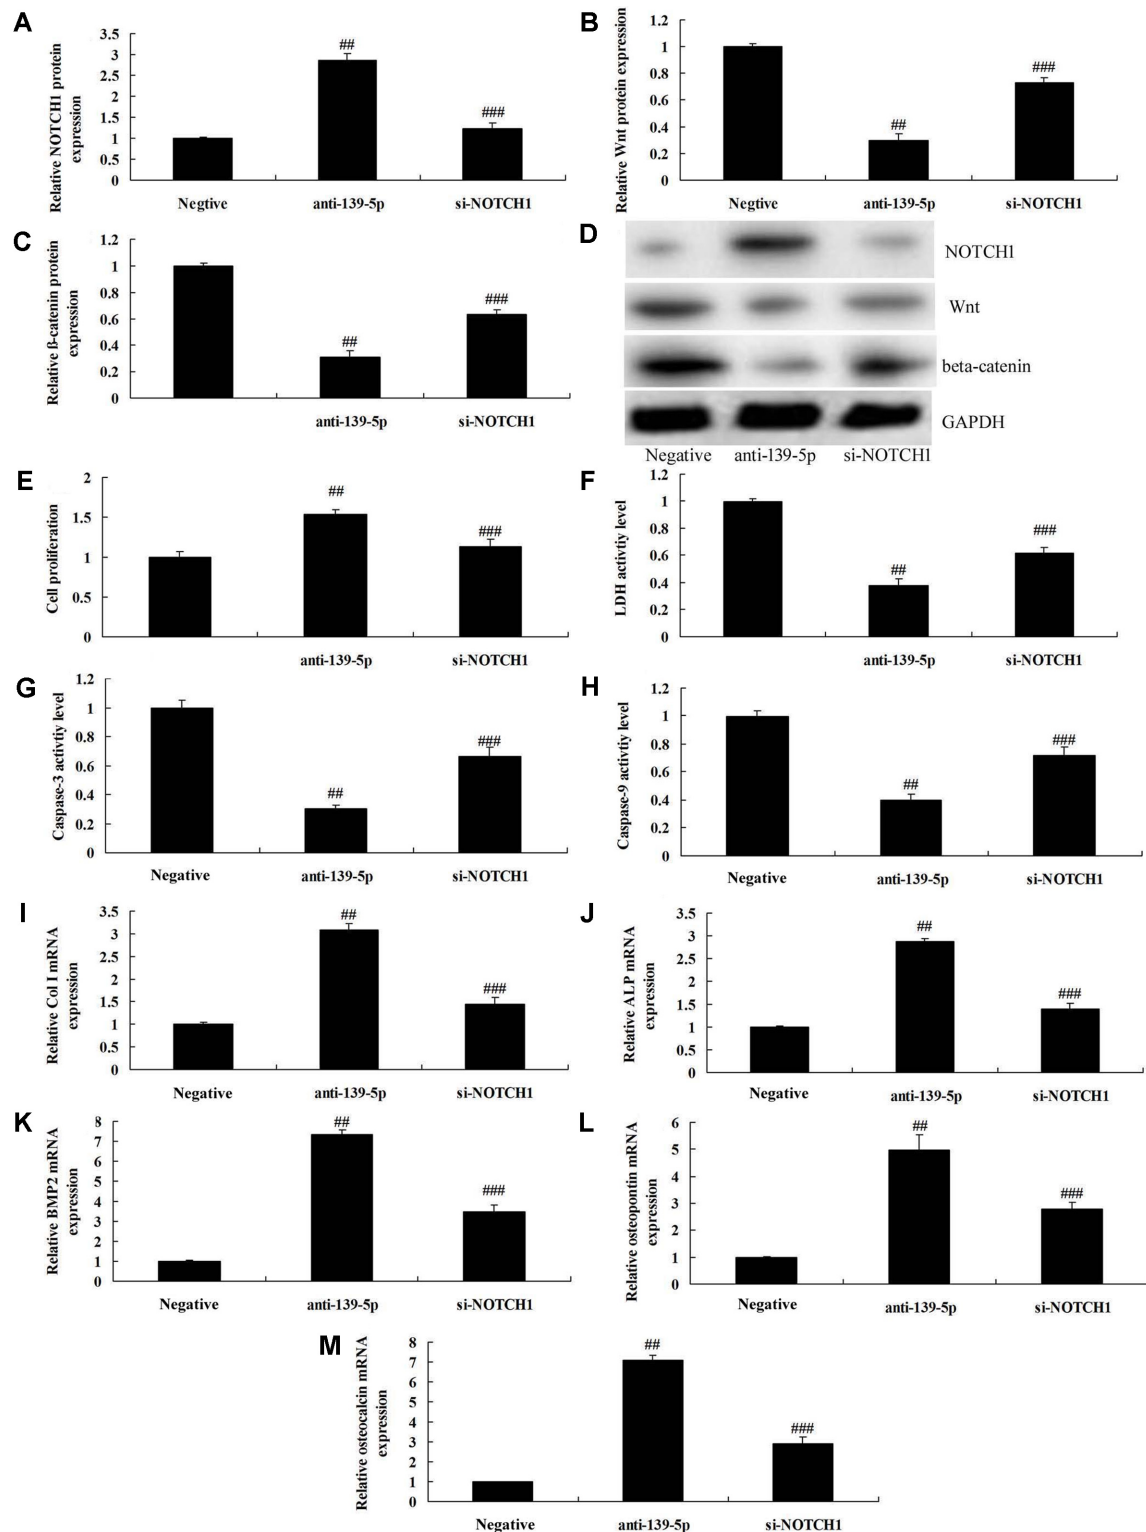 A
Relative NOTCH1 protein
expression
3.5
3
2.5
2
1.5
1
0.5
0
##
###
Negtive anti-139-5p si-NOTCH1
B
Relative Wnt protein expression
1.2
1
0.8
0.6
0.4
0.2
0
##
###
Negtive anti-139-5p si-NOTCH1
C
Relative ß-catenin protein
expression
1.2
1
0.8
0.6
0.4
0.2
0
##
###
anti-139-5p si-NOTCH1
D
NOTCH1
Wnt
beta-catenin
GAPDH
Negative anti-139-5p si-NOTCH1
E
Cell proliferation
2
1.5
1
0.5
0
##
###
anti-139-5p si-NOTCH1
F
LDH activtiy level
1.2
1
0.8
0.6
0.4
0.2
0
##
###
anti-139-5p si-NOTCH1
G
Caspase-3 activtiy level
1.2
1
0.8
0.6
0.4
0.2
0
##
###
Negative anti-139-5p si-NOTCH1
H
Caspase-9 activtiy level
1.2
1
0.8
0.6
0.4
0.2
0
##
###
Negative anti-139-5p si-NOTCH1
I
Relative Col I mRNA
expression
3.5
3
2.5
2
1.5
1
0.5
0
##
###
Negative anti-139-5p si-NOTCH1
J
Relative ALP mRNA
expression
3.5
3
2.5
2
1.5
1
0.5
0
##
###
Negative anti-139-5p si-NOTCH1
K
Relative BMP2 mRNA
expression
8
7
6
5
4
3
2
1
0
##
###
Negative anti-139-5p si-NOTCH1
L
Relative osteopontin mRNA
expression
6
5
4
3
2
1
0
##
###
Negative anti-139-5p si-NOTCH1
M
Relative osteocalcin mRNA
expression
8
7
6
5
4
3
2
1
0
##
###
Negative anti-139-5p si-NOTCH1